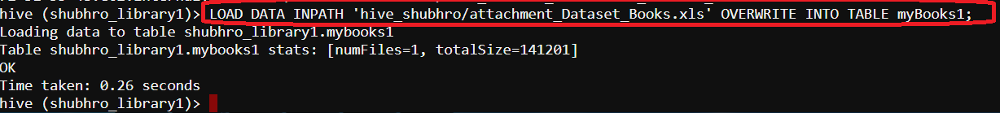 hive (shubhro_library1)> LOAD DATA INPATH 'hive_shubhro/attachment_Dataset_Books.xls' OVERWRITE INTO TABLE myBooks1;
Loading data to table shubhro_library1.mybooks1
Table shubhro_library1.mybooks1 stats: [numFiles=1, totalSize=141201]
OK
Time taken: 0.26 seconds
hive (shubhro_library1)>